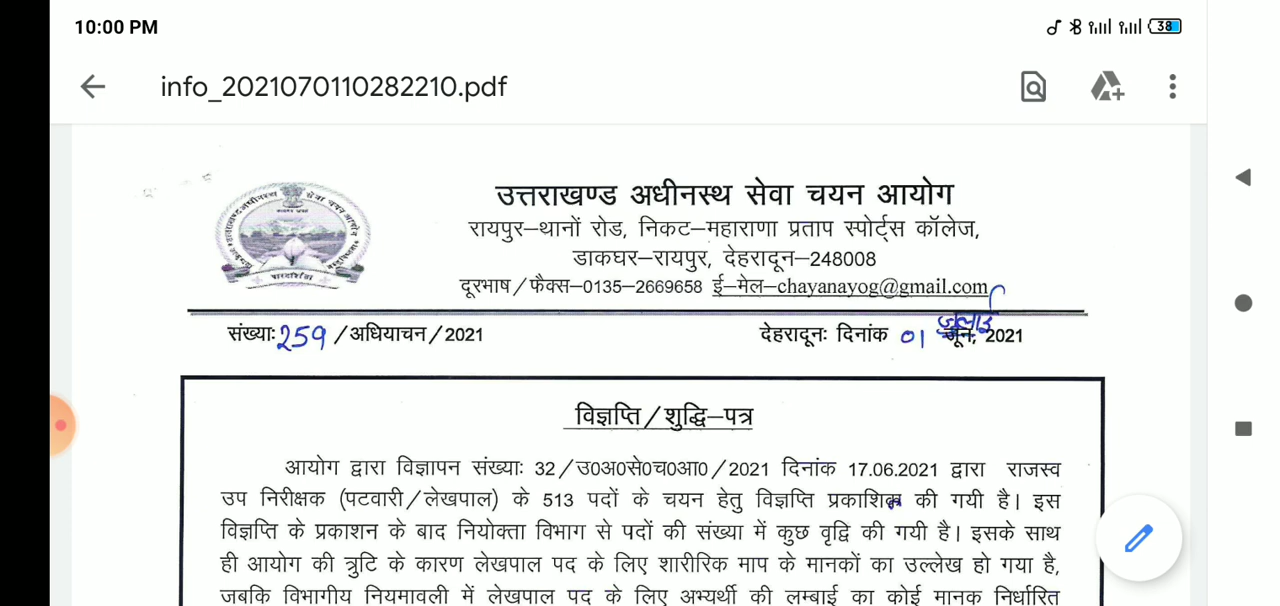 10:00 PM
38
info_2021070110282210.pdf
उत्तराखण्ड अधीनस्थ सेवा चयन आयोग
रायपुर–थानों रोड, निकट–महाराणा प्रताप स्पोर्ट्स कॉलेज,
डाकघर–रायपुर, देहरादून–248008
दूरभाष/फैक्स–0135–2669658 ई–मेल–chayanayog@gmail.com
पारदर्शिता
संख्याः 259 /अधियाचन/2021
देहरादूनः दिनांक 01 जुलाई जून, 2021
विज्ञप्ति/शुद्धि–पत्र
आयोग द्वारा विज्ञापन संख्याः 32/उ0अ0से0च0आ0/2021 दिनांक 17.06.2021 द्वारा राजस्व
उप निरीक्षक (पटवारी/लेखपाल) के 513 पदों के चयन हेतु विज्ञप्ति प्रकाशित की गयी है। इस
विज्ञप्ति के प्रकाशन के बाद नियोक्ता विभाग से पदों की संख्या में कुछ वृद्वि की गयी है। इसके साथ
ही आयोग की त्रुटि के कारण लेखपाल पद के लिए शारीरिक माप के मानकों का उल्लेख हो गया है,
जबकि विभागीय नियमावली में लेखपाल पद के लिए अभ्यर्थी की लम्बाई का कोई मानक निर्धारित